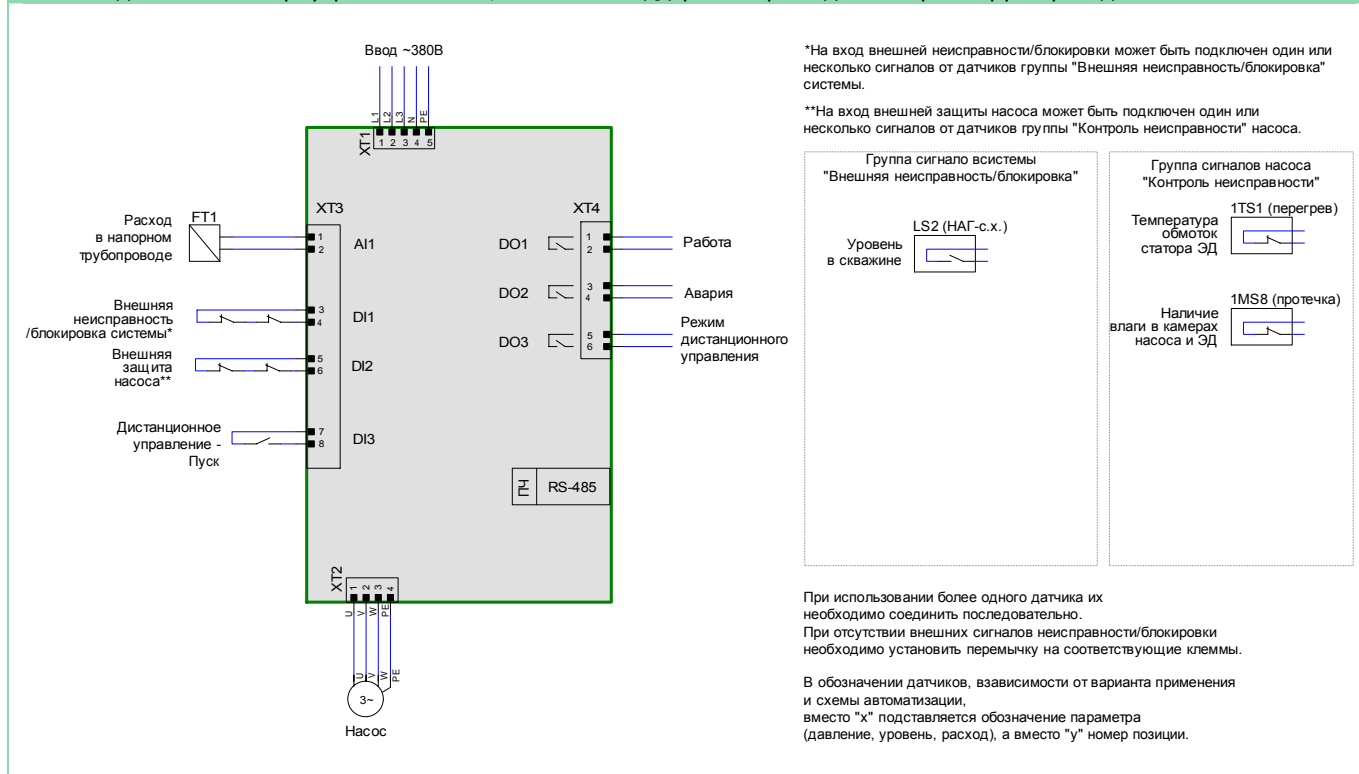 Ввод ~380В
L1
L2
L3
N
PE
XT1
1 2 3 4 5
XT3
XT4
Расход
в напорном
трубопроводе
FT1
1
2
AI1
Внешняя
неисправность
/блокировка системы*
3
4
DI1
Внешняя
защита
насоса**
5
6
DI2
Дистанционное
управление -
Пуск
7
8
DI3
DO1
1
2
Работа
DO2
3
4
Авария
DO3
5
6
Режим
дистанционного
управления
ПЧ
RS-485
XT2
1 2 3 4
U
V
W
PE
U
V
W
PE
3~
Насос
*На вход внешней неисправности/блокировки может быть подключен один или
несколько сигналов от датчиков группы "Внешняя неисправность/блокировка"
системы.
**На вход внешней защиты насоса может быть подключен один или
несколько сигналов от датчиков группы "Контроль неисправности" насоса.
Группа сигнало всистемы
"Внешняя неисправность/блокировка"
LS2 (НАГ-с.х.)
Уровень
в скважине
Группа сигналов насоса
"Контроль неисправности"
1TS1 (перегрев)
Температура
обмоток
статора ЭД
1MS8 (протечка)
Наличие
влаги в камерах
насоса и ЭД
При использовании более одного датчика их
необходимо соединить последовательно.
При отсутствии внешних сигналов неисправности/блокировки
необходимо установить перемычку на соответствующие клеммы.
В обозначении датчиков, взависимости от варианта применения
и схемы автоматизации,
вместо "х" подставляется обозначение параметра
(давление, уровень, расход), а вместо "у" номер позиции.